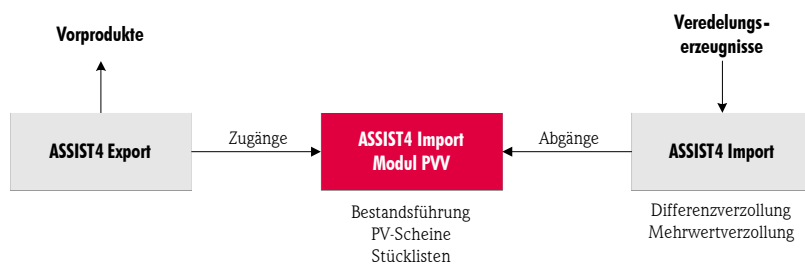 Vorprodukte
Veredelungs-
erzeugnisse
ASSIST4 Export
Zugänge
ASSIST4 Import
Modul PVV
Abgänge
ASSIST4 Import
Bestandsführung
PV-Scheine
Stücklisten
Differenzverzollung
Mehrwertverzollung